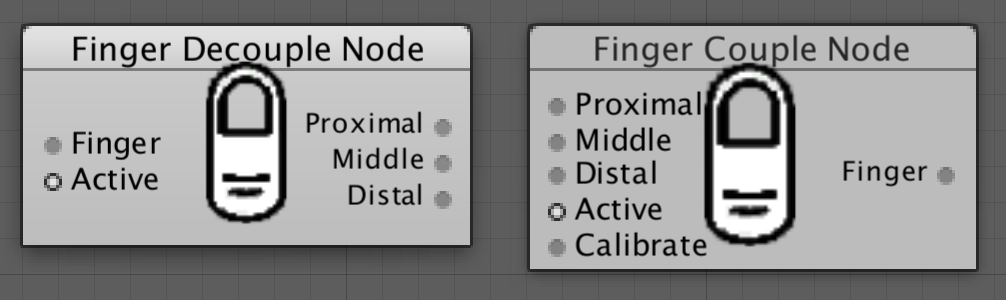 Finger Decouple Node
Finger
Active
Proximal
Middle
Distal
Finger Couple Node
Proximal
Middle
Distal
Active
Calibrate
Finger